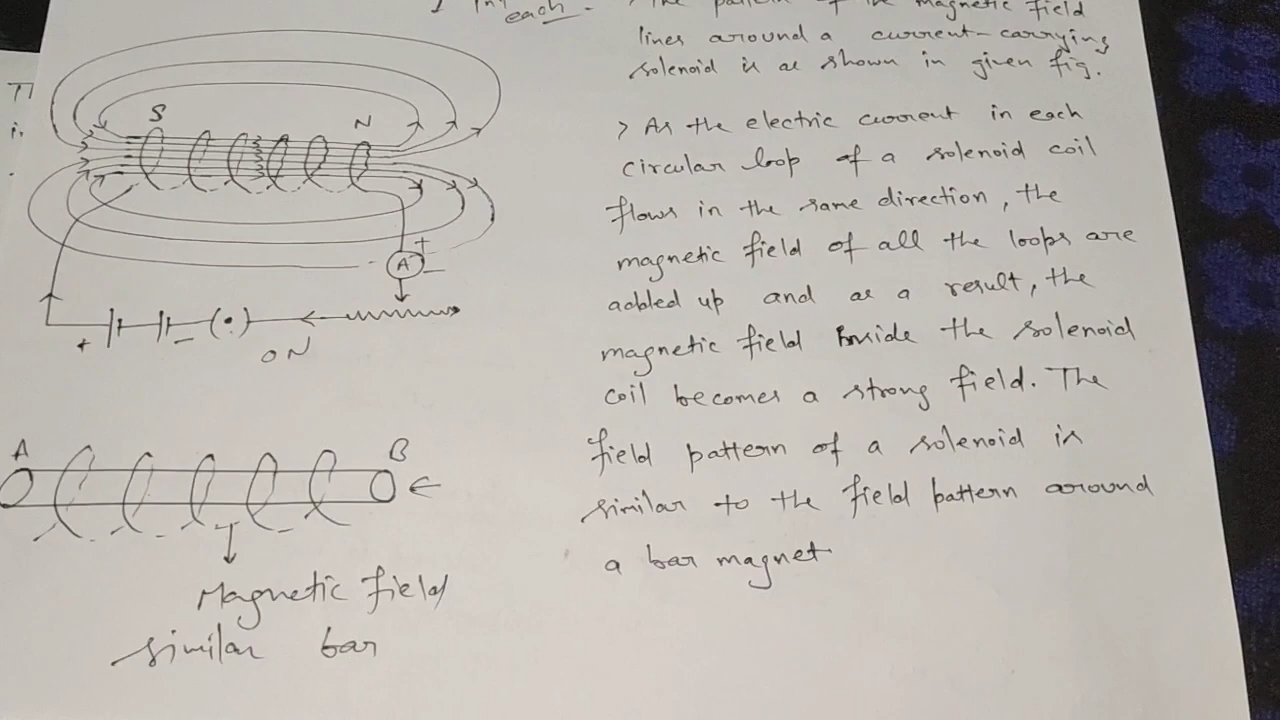 each -
magnetic field
lines around a current-carrying
solenoid is as shown in given fig.
> As the electric current in each
circular loop of a solenoid coil
flows in the same direction, the
magnetic field of all the loops are
added up and as a result, the
magnetic field inside the solenoid
coil becomes a strong field. The
field pattern of a solenoid is
similar to the field pattern around
a bar magnet
S
N
+
A
-
+
-
(•)
ON
A
B
Magnetic field
similar bar